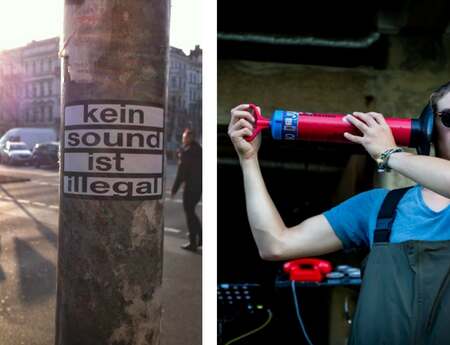 kein
sound
ist
illegal